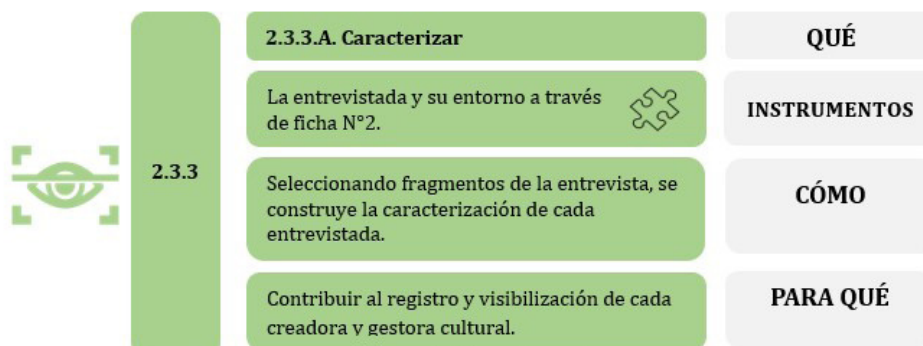 2.3.3
2.3.3.A. Caracterizar
QUÉ
La entrevistada y su entorno a través
de ficha N°2.
INSTRUMENTOS
Seleccionando fragmentos de la entrevista, se
construye la caracterización de cada
entrevistada.
CÓMO
Contribuir al registro y visibilización de cada
creadora y gestora cultural.
PARA QUÉ